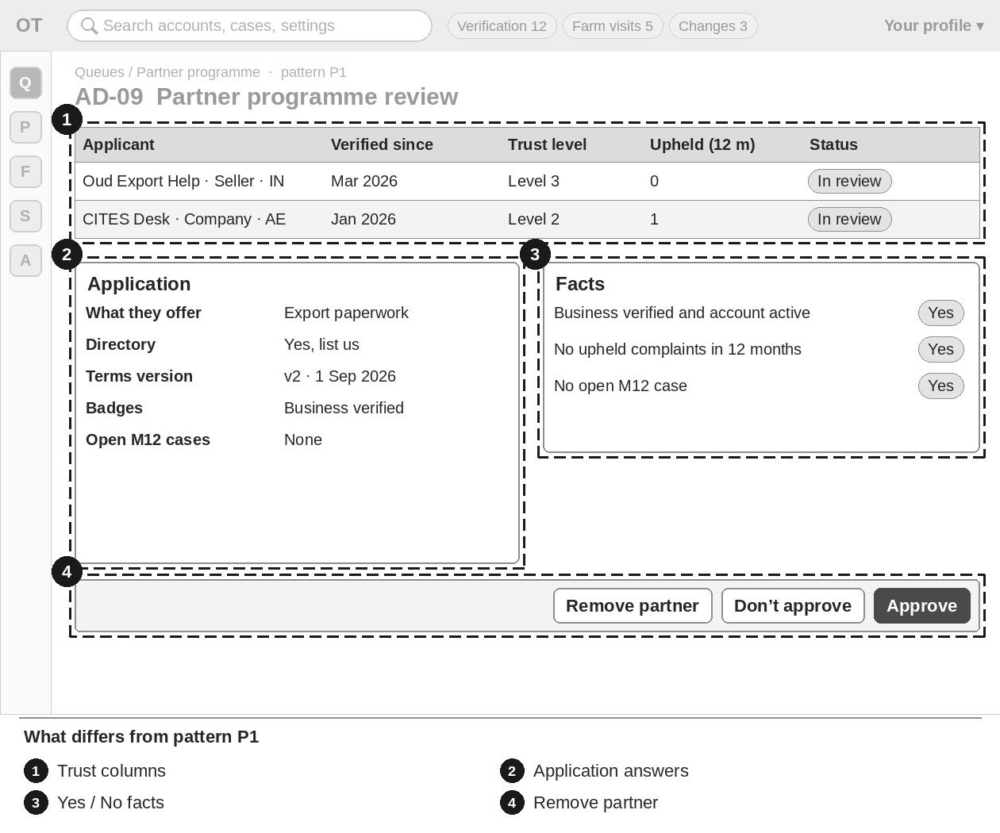 OT Search accounts, cases, settings Verification 12 Farm visits 5 Changes 3 Your profile ▾
Q
P
F
S
A
Queues / Partner programme · pattern P1
AD-09 Partner programme review
1
Applicant Verified since Trust level Upheld (12 m) Status
Oud Export Help · Seller · IN Mar 2026 Level 3 0 In review
CITES Desk · Company · AE Jan 2026 Level 2 1 In review
2
Application
What they offer Export paperwork
Directory Yes, list us
Terms version v2 · 1 Sep 2026
Badges Business verified
Open M12 cases None
3
Facts
Business verified and account active Yes
No upheld complaints in 12 months Yes
No open M12 case Yes
4
Remove partner Don’t approve Approve
What differs from pattern P1
1 Trust columns
2 Application answers
3 Yes / No facts
4 Remove partner